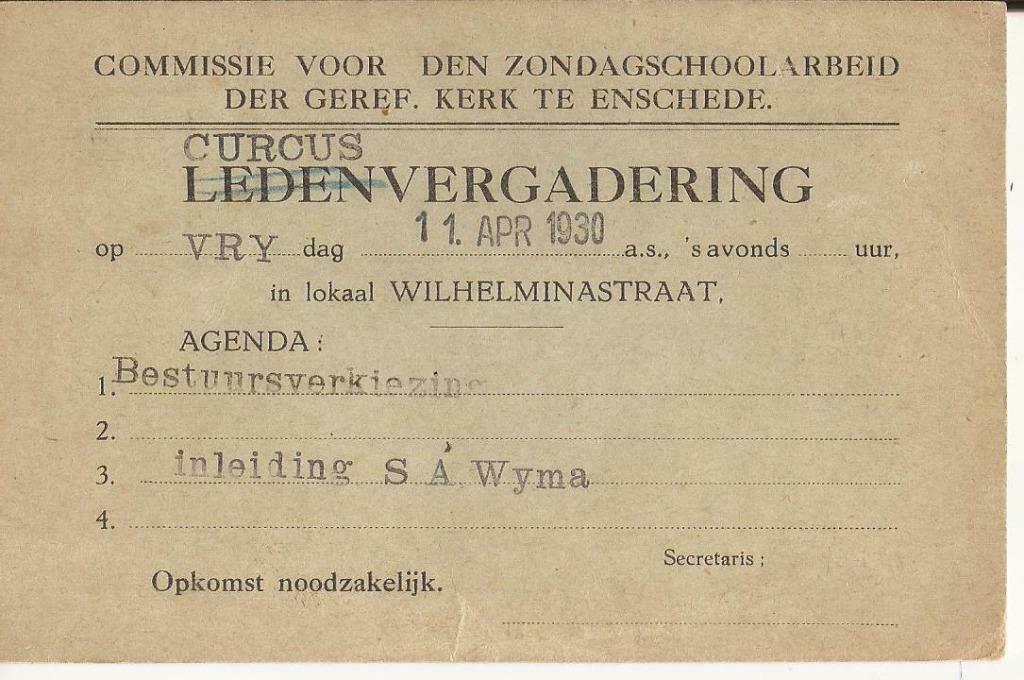 COMMISSIE VOOR DEN ZONDAGSCHOOLARBEID
DER GEREF. KERK TE ENSCHEDE.
CURCUS
LEDENVERGADERING
op VRY dag 11. APR 1930 a.s., 's avonds uur,
in lokaal WILHELMINASTRAAT,
AGENDA :
1. Bestuursverkiezing
2.
3. inleiding S Á Wyma
4.
Secretaris ;
Opkomst noodzakelijk.